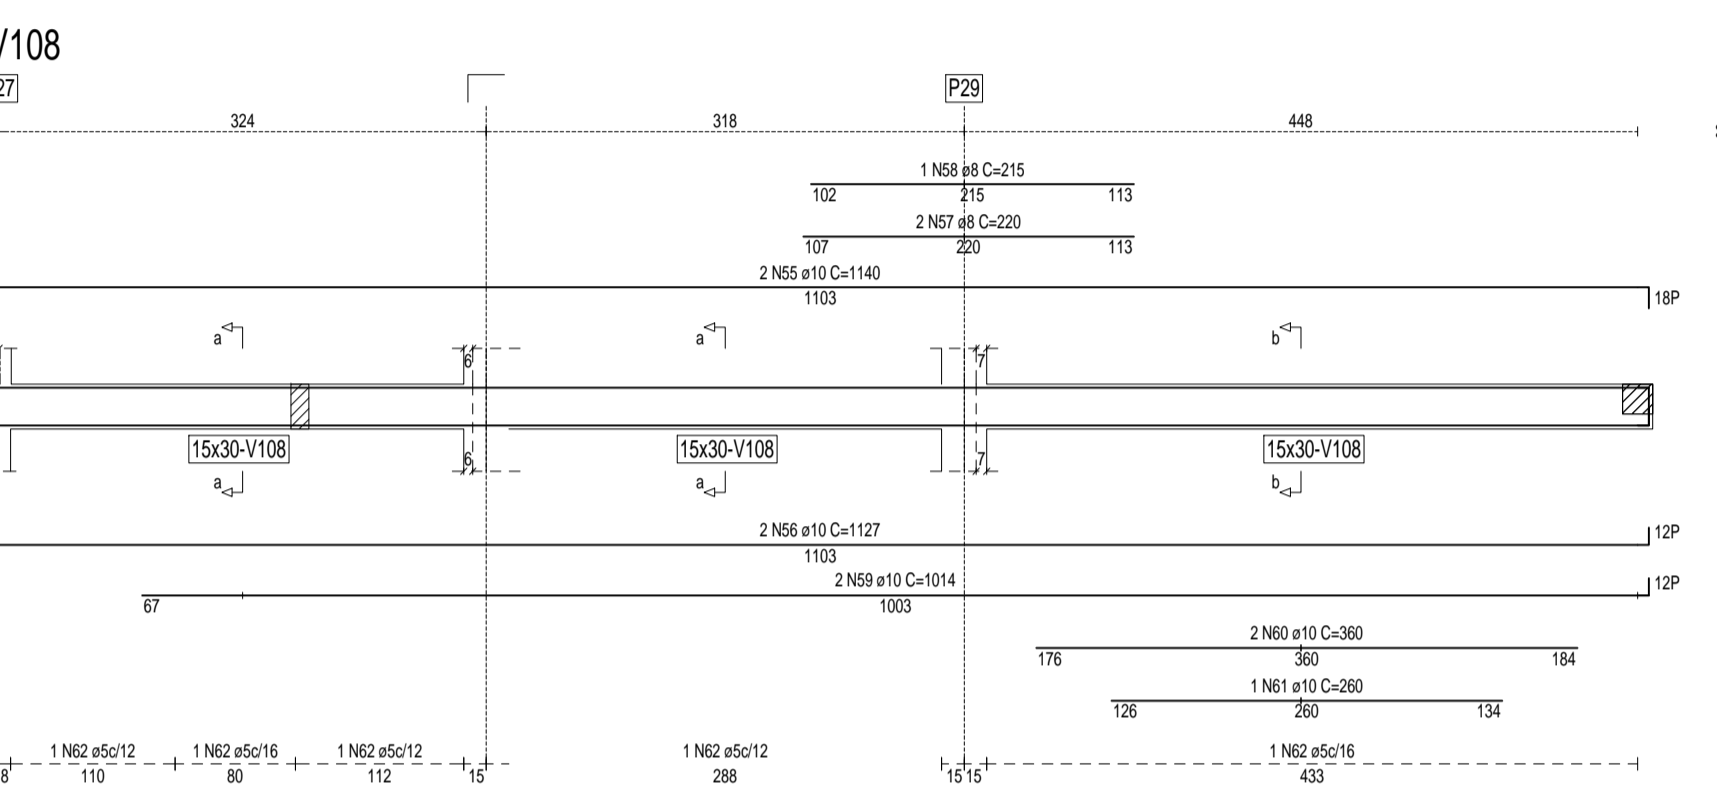 V108
27
P29
324 318 448
1 N58 ø8 C=215
102 215 113
2 N57 ø8 C=220
107 220 113
2 N55 ø10 C=1140
1103 18P
a a b
6 7
15x30-V108 15x30-V108 15x30-V108
6 7
a a b
2 N56 ø10 C=1127
1103 12P
2 N59 ø10 C=1014
67 1003 12P
2 N60 ø10 C=360
176 360 184
1 N61 ø10 C=260
126 260 134
1 N62 ø5c/12 1 N62 ø5c/16 1 N62 ø5c/12 1 N62 ø5c/12 1 N62 ø5c/16
8 110 80 112 15 288 15 15 433